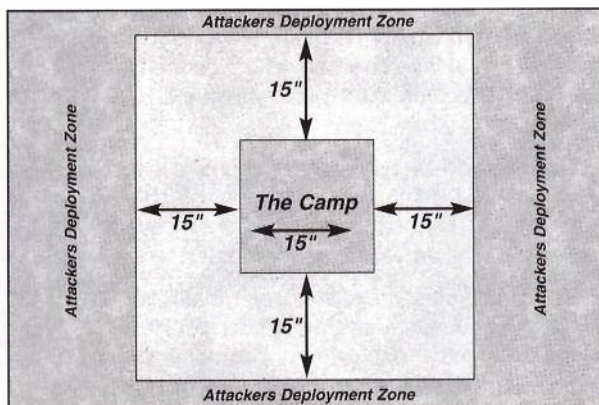 Attackers Deployment Zone
15"
Attackers Deployment Zone
The Camp
15"
15"
15"
Attackers Deployment Zone
15"
Attackers Deployment Zone